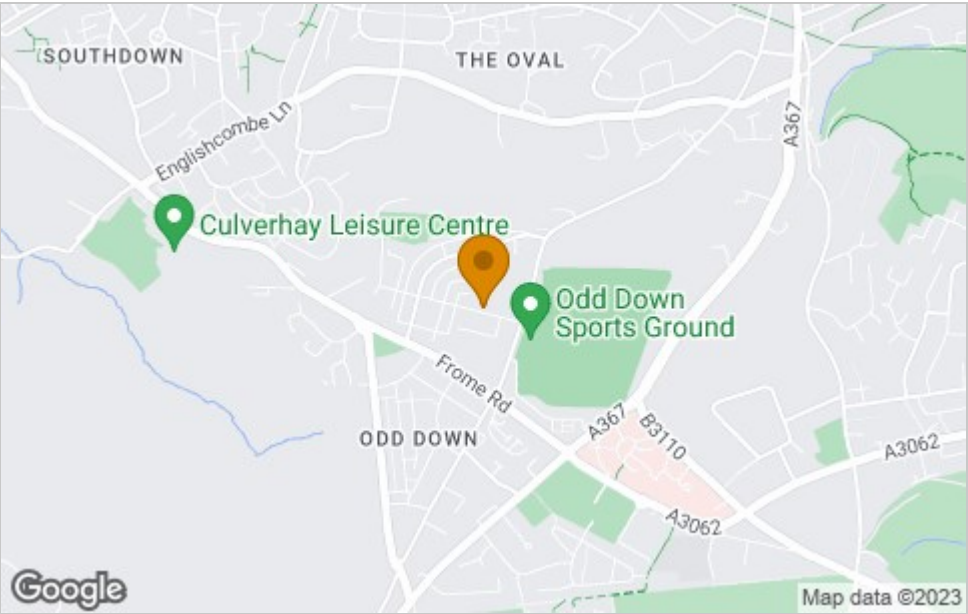 SOUTHDOWN
THE OVAL
Englishcombe Ln
A367
Culverhay Leisure Centre
Odd Down
Sports Ground
Frome Rd
A367
B3110
ODD DOWN
A3062
A3062
Google
Map data ©2023